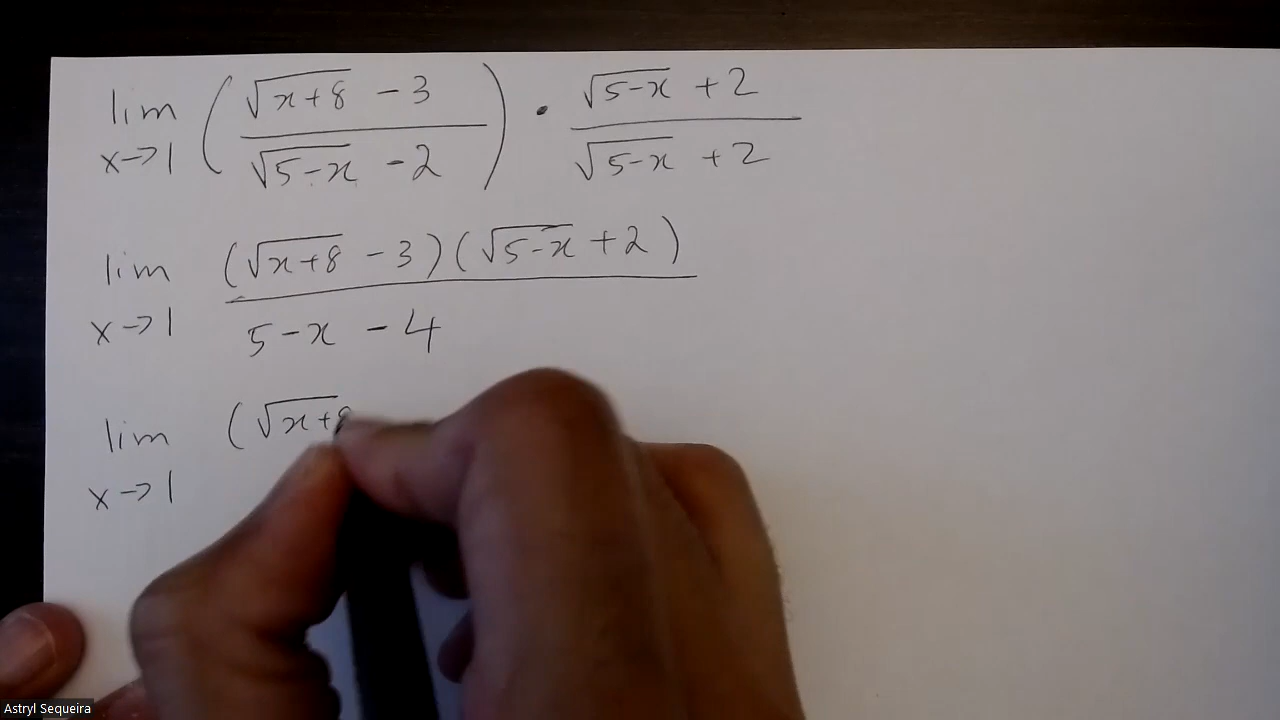 lim x→1 ( (√(x+8) - 3) / (√(5-x) - 2) ) · (√(5-x) + 2) / (√(5-x) + 2)
lim x→1 (√(x+8) - 3)(√(5-x) + 2) / (5-x - 4)
lim x→1 (√(x+8
Astryl Sequeira